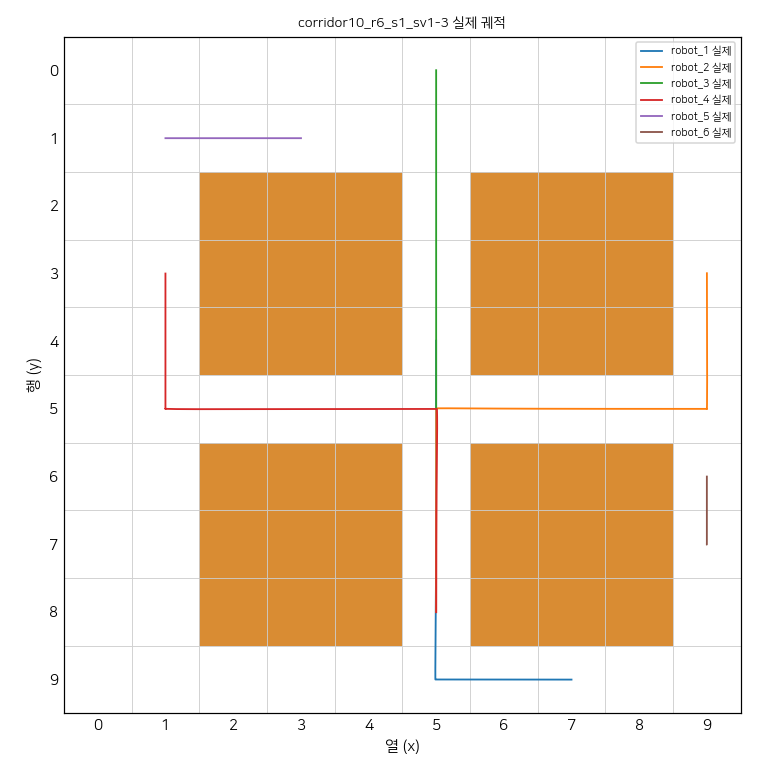 corridor10_r6_s1_sv1-3 실제 궤적
robot_1 실제
robot_2 실제
robot_3 실제
robot_4 실제
robot_5 실제
robot_6 실제
행 (y)
0
1
2
3
4
5
6
7
8
9
0 1 2 3 4 5 6 7 8 9
열 (x)